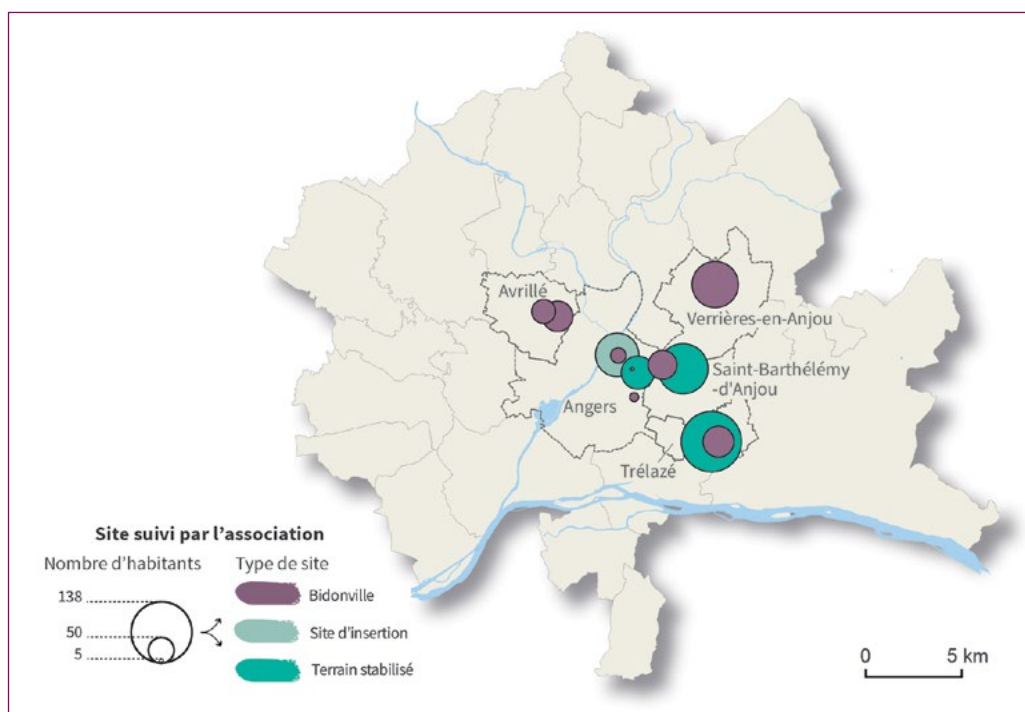 Avrillé
Verrières-en-Anjou
Saint-Barthélémy
-d'Anjou
Angers
Trélazé
Site suivi par l'association
Nombre d'habitants
Type de site
138
50
5
Bidonville
Site d'insertion
Terrain stabilisé
0
5 km